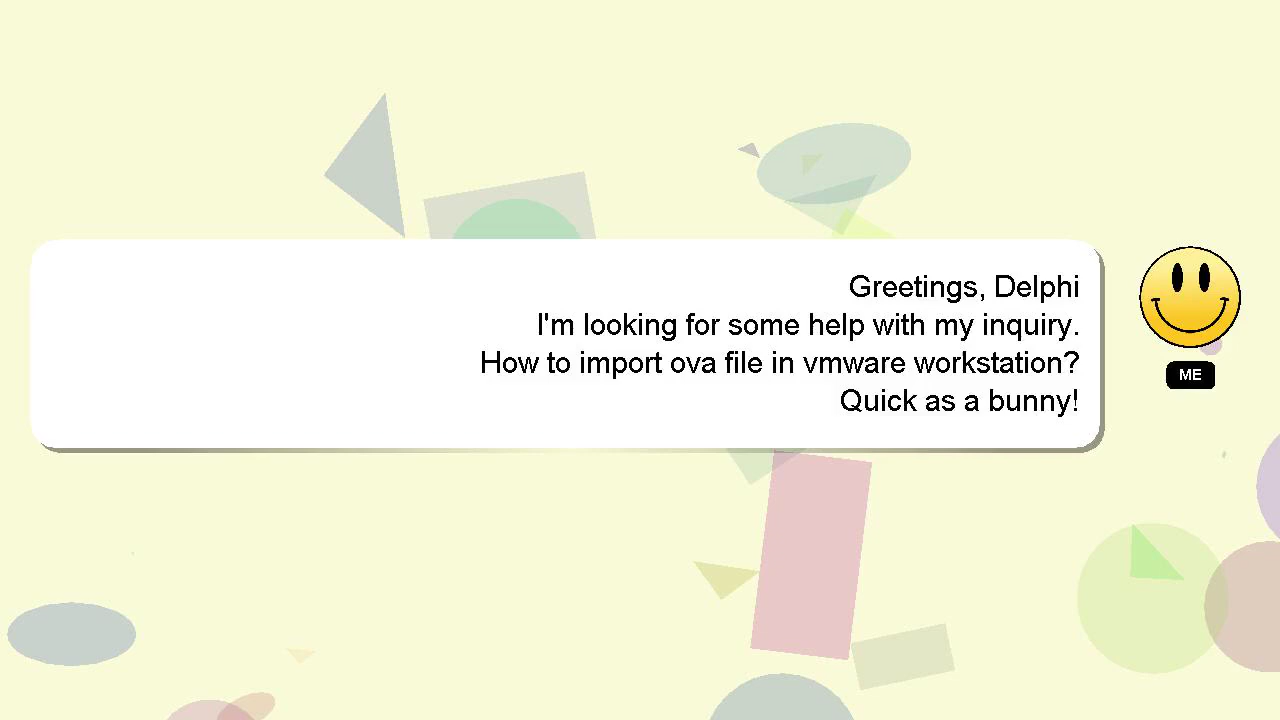 Greetings, Delphi
I'm looking for some help with my inquiry.
How to import ova file in vmware workstation?
Quick as a bunny!
ME